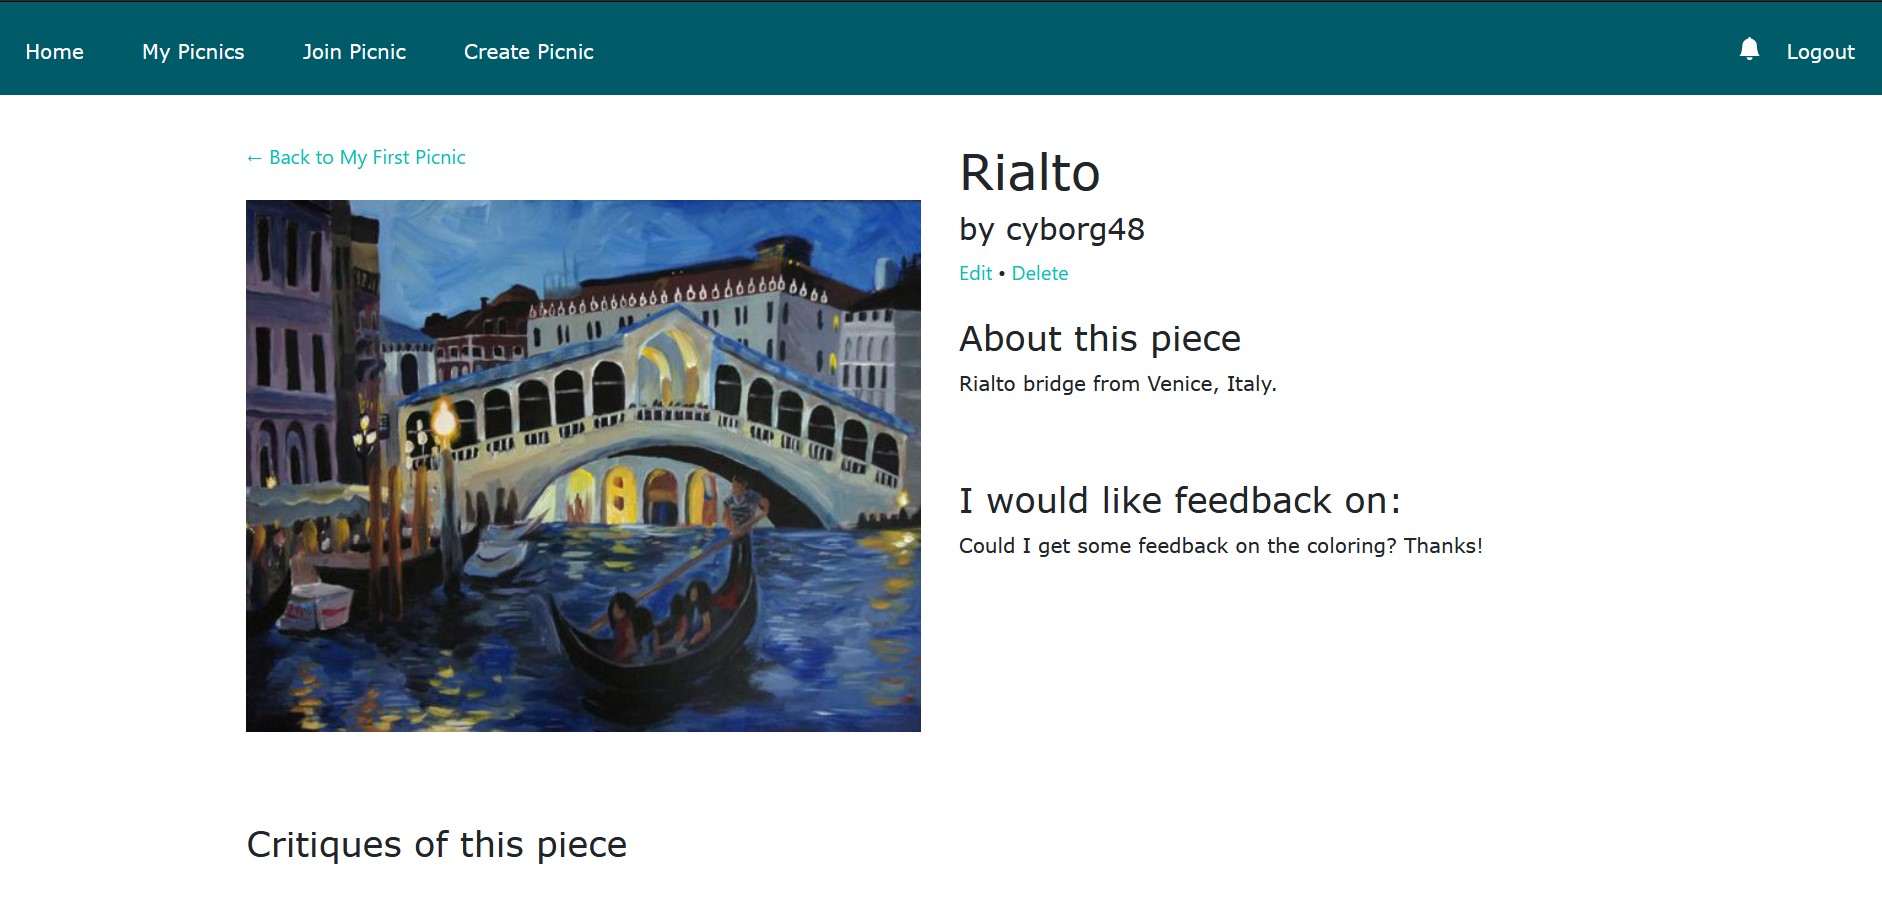 Home My Picnics Join Picnic Create Picnic Logout
← Back to My First Picnic
Rialto
by cyborg48
Edit • Delete
About this piece
Rialto bridge from Venice, Italy.
I would like feedback on:
Could I get some feedback on the coloring? Thanks!
Critiques of this piece